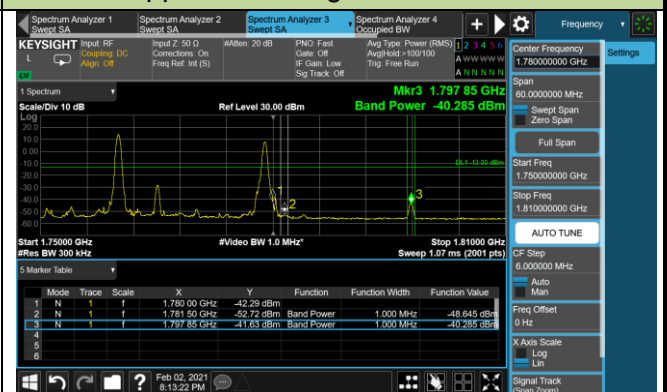 Spectrum Analyzer 1
Swept SA
Spectrum Analyzer 2
Swept SA
Spectrum Analyzer 3
Swept SA
Spectrum Analyzer 4
Occupied BW
Frequency
KEYSIGHT
L
Input: RF
Coupling: DC
Align: Off
Input Z: 50 Ω
Corrections: On
Freq Ref: Int (S)
#Atten: 20 dB
PNO: Fast
Gate: Off
IF Gain: Low
Sig Track: Off
Avg Type: Power (RMS)
Avg|Hold:>100/100
Trig: Free Run
1 2 3 4 5 6
A W W W W W
A N N N N N
1 Spectrum
Scale/Div 10 dB
Ref Level 30.00 dBm
Mkr3 1.797 85 GHz
Band Power -40.285 dBm
Log
20.0
10.0
0.00
-10.0
-20.0
-30.0
-40.0
-50.0
-60.0
DL1 -13.00 dBm
1
2
3
Start 1.75000 GHz
#Res BW 300 kHz
#Video BW 1.0 MHz*
Stop 1.81000 GHz
Sweep 1.07 ms (2001 pts)
5 Marker Table
Mode Trace Scale X Y Function Function Width Function Value
1 N 1 f 1.780 00 GHz -42.29 dBm
2 N 1 f 1.781 50 GHz -52.72 dBm Band Power 1.000 MHz -48.645 dBm
3 N 1 f 1.797 85 GHz -41.63 dBm Band Power 1.000 MHz -40.285 dBm
4
5
6
Feb 02, 2021
8:13:22 PM
Settings
Center Frequency
1.780000000 GHz
Span
60.0000000 MHz
Swept Span
Zero Span
Full Span
Start Freq
1.750000000 GHz
Stop Freq
1.810000000 GHz
AUTO TUNE
CF Step
6.000000 MHz
Auto
Man
Freq Offset
0 Hz
X Axis Scale
Log
Lin
Signal Track
(Span Zoom)